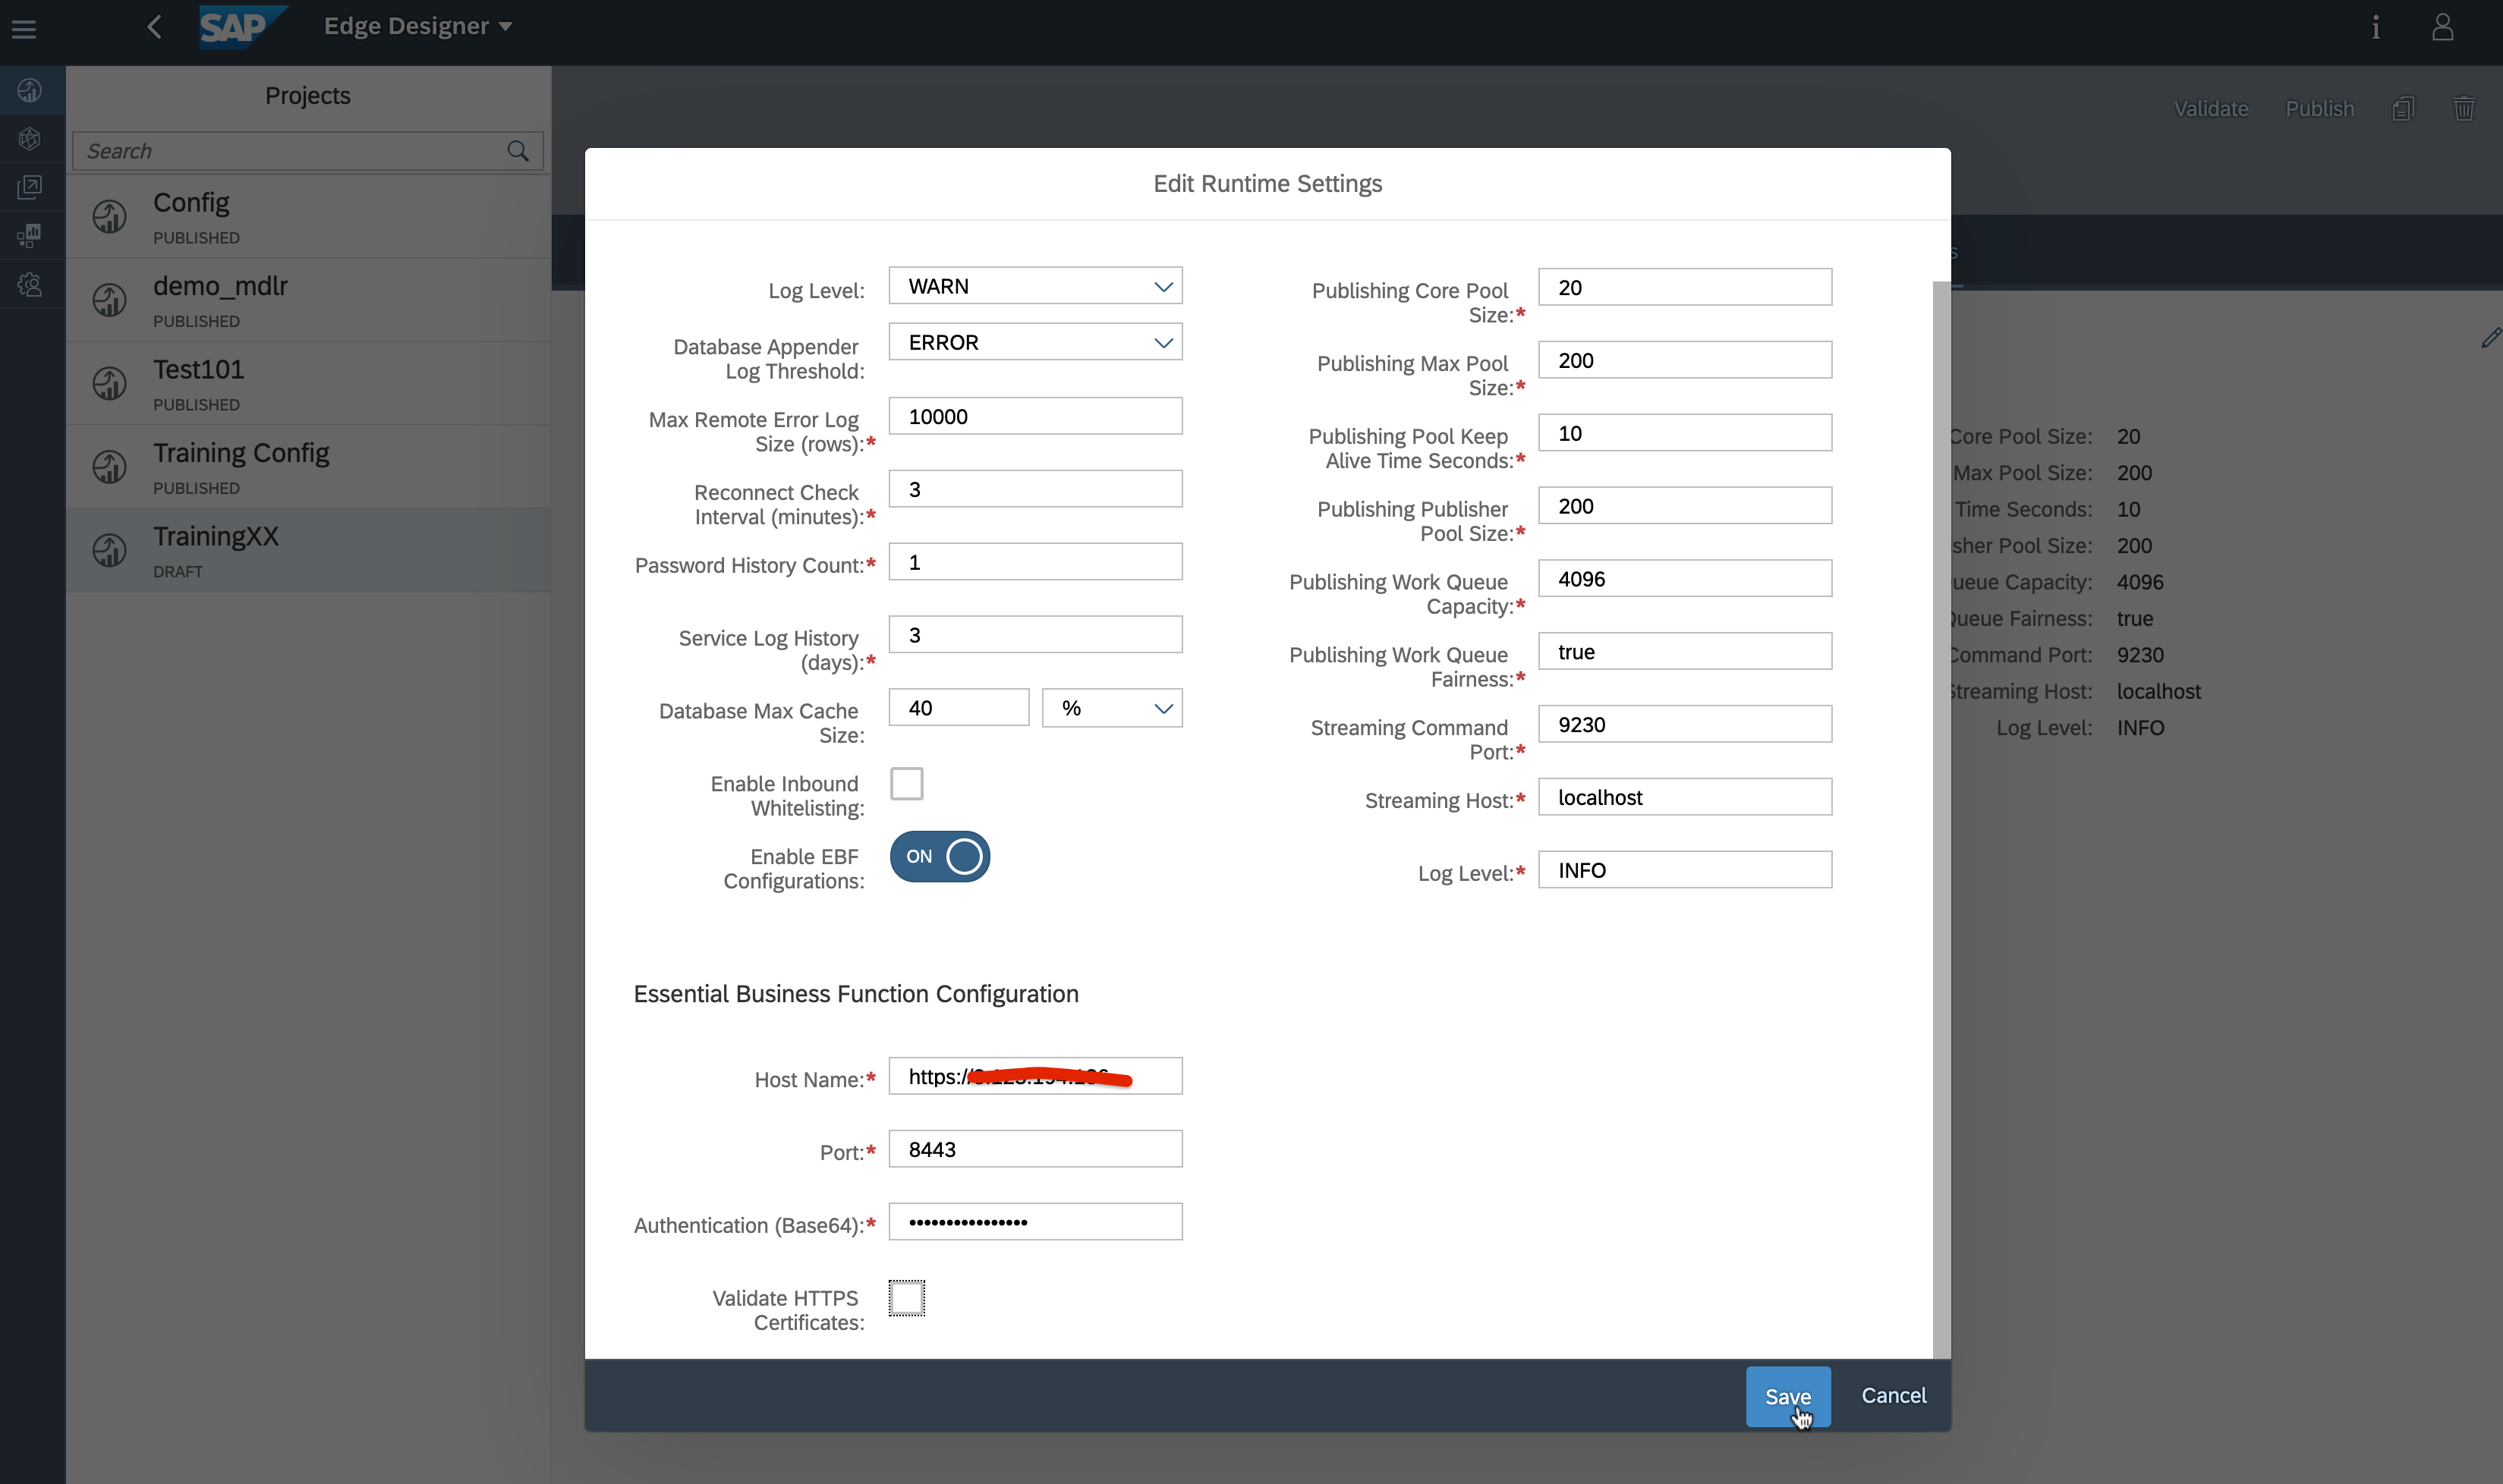 SAP
Edge Designer
Projects
Search
Config
PUBLISHED
demo_mdlr
PUBLISHED
Test101
PUBLISHED
Training Config
PUBLISHED
TrainingXX
DRAFT
Validate
Publish
Edit Runtime Settings
Log Level:
WARN
Database Appender
Log Threshold:
ERROR
Max Remote Error Log
Size (rows):*
10000
Reconnect Check
Interval (minutes):*
3
Password History Count:*
1
Service Log History
(days):*
3
Database Max Cache
Size:
40
%
Enable Inbound
Whitelisting:
Enable EBF
Configurations:
ON
Publishing Core Pool
Size:*
20
Publishing Max Pool
Size:*
200
Publishing Pool Keep
Alive Time Seconds:*
10
Publishing Publisher
Pool Size:*
200
Publishing Work Queue
Capacity:*
4096
Publishing Work Queue
Fairness:*
true
Streaming Command
Port:*
9230
Streaming Host:*
localhost
Log Level:*
INFO
Essential Business Function Configuration
Host Name:*
https://
Port:*
8443
Authentication (Base64):*
••••••••••••••••
Validate HTTPS
Certificates:
Save
Cancel
s
Core Pool Size: 20
Max Pool Size: 200
Time Seconds: 10
sher Pool Size: 200
ueue Capacity: 4096
Queue Fairness: true
Command Port: 9230
Streaming Host: localhost
Log Level: INFO